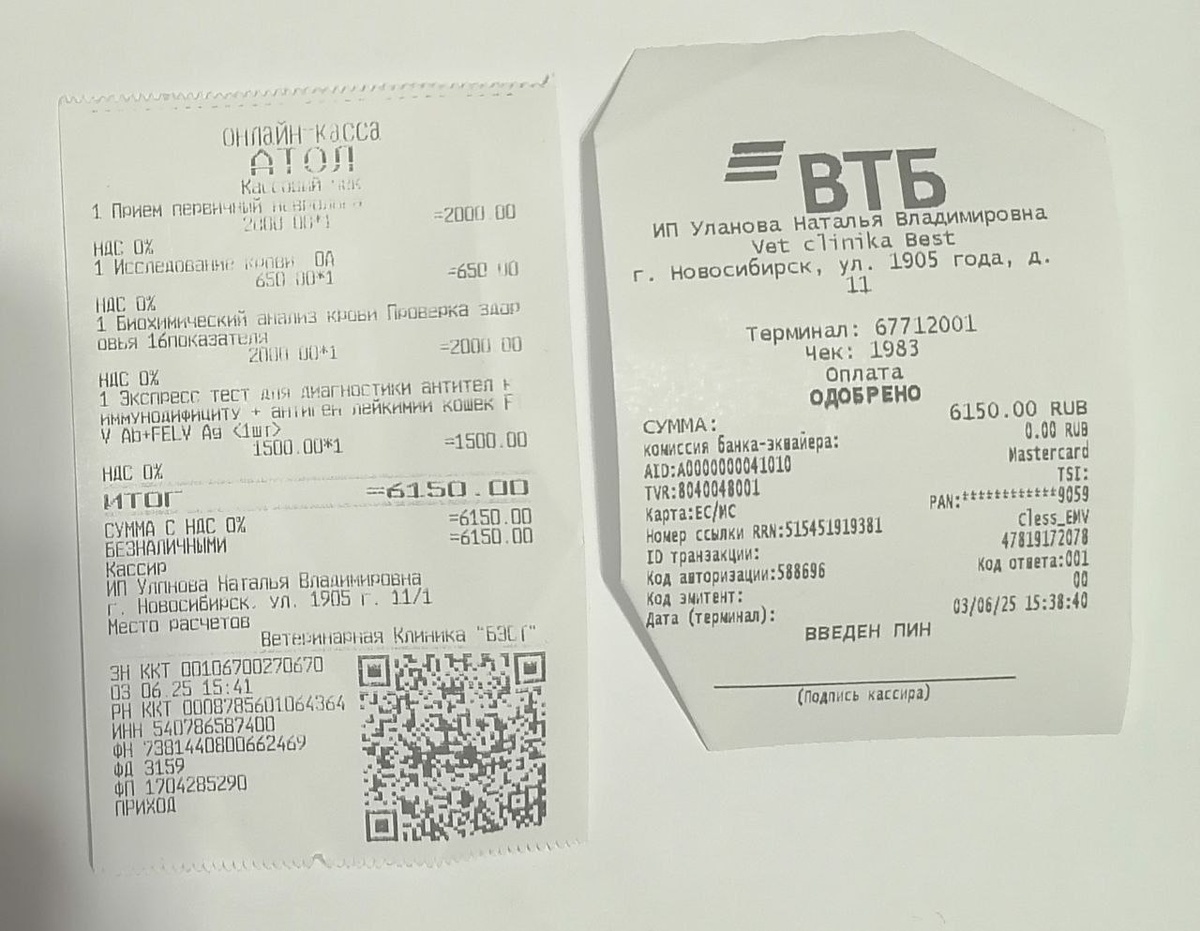 ОНЛАЙН-КАССА
АТОЛ
Кассовый чек
1 Прием первичный невролога
2000.00*1 =2000.00
НДС 0%
1 Исследование крови ОА
650.00*1 =650.00
НДС 0%
1 Биохимический анализ крови Проверка здор
овья 16показателя
2000.00*1 =2000.00
НДС 0%
1 Экспресс тест для диагностики антител к
иммунодифициту + антиген лейкимии кошек F
V Ab+FELV Ag <1шт>
1500.00*1 =1500.00
НДС 0%
ИТОГ =6150.00
СУММА С НДС 0% =6150.00
БЕЗНАЛИЧНЫМИ =6150.00
Кассир
ИП Уланова Наталья Владимировна
г. Новосибирск, ул. 1905 г. 11/1
Место расчетов
Ветеринарная Клиника "БЭСТ"
ЗН ККТ 00106700270670
03.06.25 15:41
РН ККТ 0008785601064364
ИНН 540786587400
ФН 7381440800662469
ФД 3159
ФП 1704285290
ПРИХОД
ВТБ
ИП Уланова Наталья Владимировна
Vet clinika Best
г. Новосибирск, ул. 1905 года, д.
11
Терминал: 67712001
Чек: 1983
Оплата
ОДОБРЕНО
СУММА: 6150.00 RUB
комиссия банка-эквайера: 0.00 RUB
AID:A0000000041010 Mastercard
TVR:8040048001 TSI:
Карта:EC/MC PAN:************9059
Номер ссылки RRN:515451919381 Cless_EMV
ID транзакции: 47819172078
Код авторизации:588696 Код ответа:001
Код эмитент: 00
Дата (терминал): 03/06/25 15:38:40
ВВЕДЕН ПИН
(Подпись кассира)